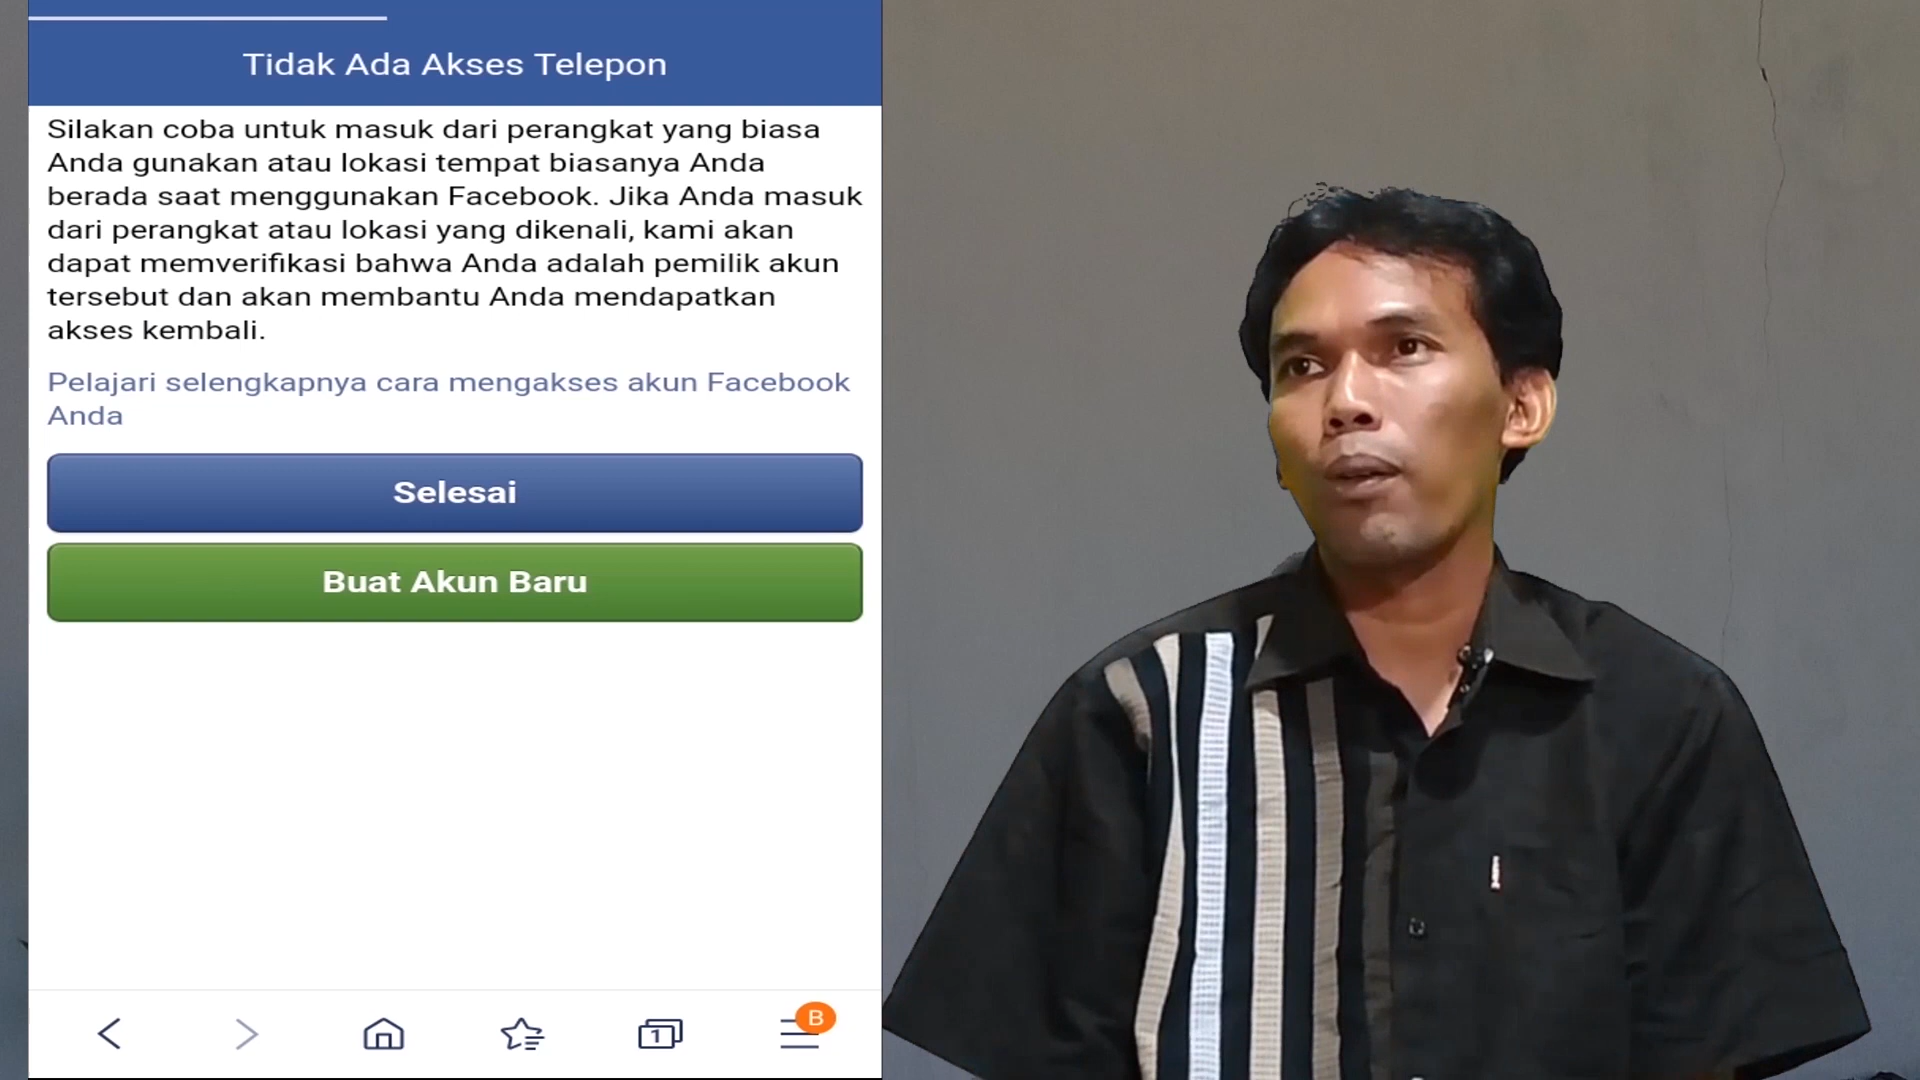 Tidak Ada Akses Telepon
Silakan coba untuk masuk dari perangkat yang biasa
Anda gunakan atau lokasi tempat biasanya Anda
berada saat menggunakan Facebook. Jika Anda masuk
dari perangkat atau lokasi yang dikenali, kami akan
dapat memverifikasi bahwa Anda adalah pemilik akun
tersebut dan akan membantu Anda mendapatkan
akses kembali.
Pelajari selengkapnya cara mengakses akun Facebook
Anda
Selesai
Buat Akun Baru
1
B